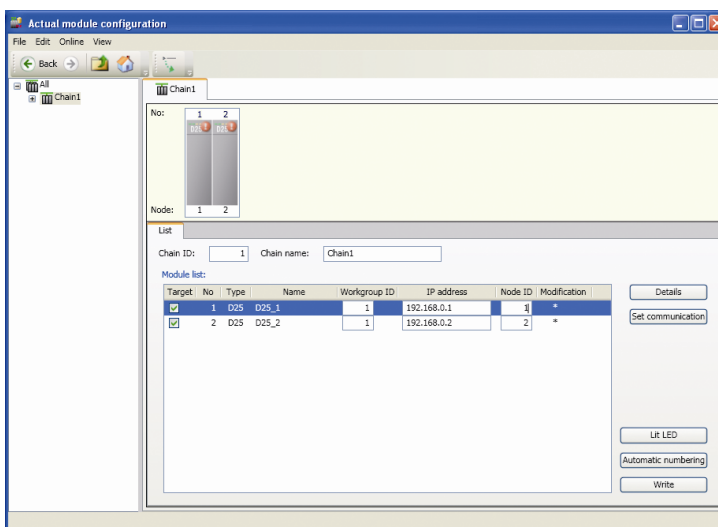 Actual module configuration
File Edit Online View
Back
All
Chain1
Chain1
No: 1 2
D25 D25
Node: 1 2
List
Chain ID: 1 Chain name: Chain1
Module list:
Target No Type Name Workgroup ID IP address Node ID Modification
1 D25 D25_1 1 192.168.0.1 1 *
2 D25 D25_2 1 192.168.0.2 2 *
Details
Set communication
Lit LED
Automatic numbering
Write